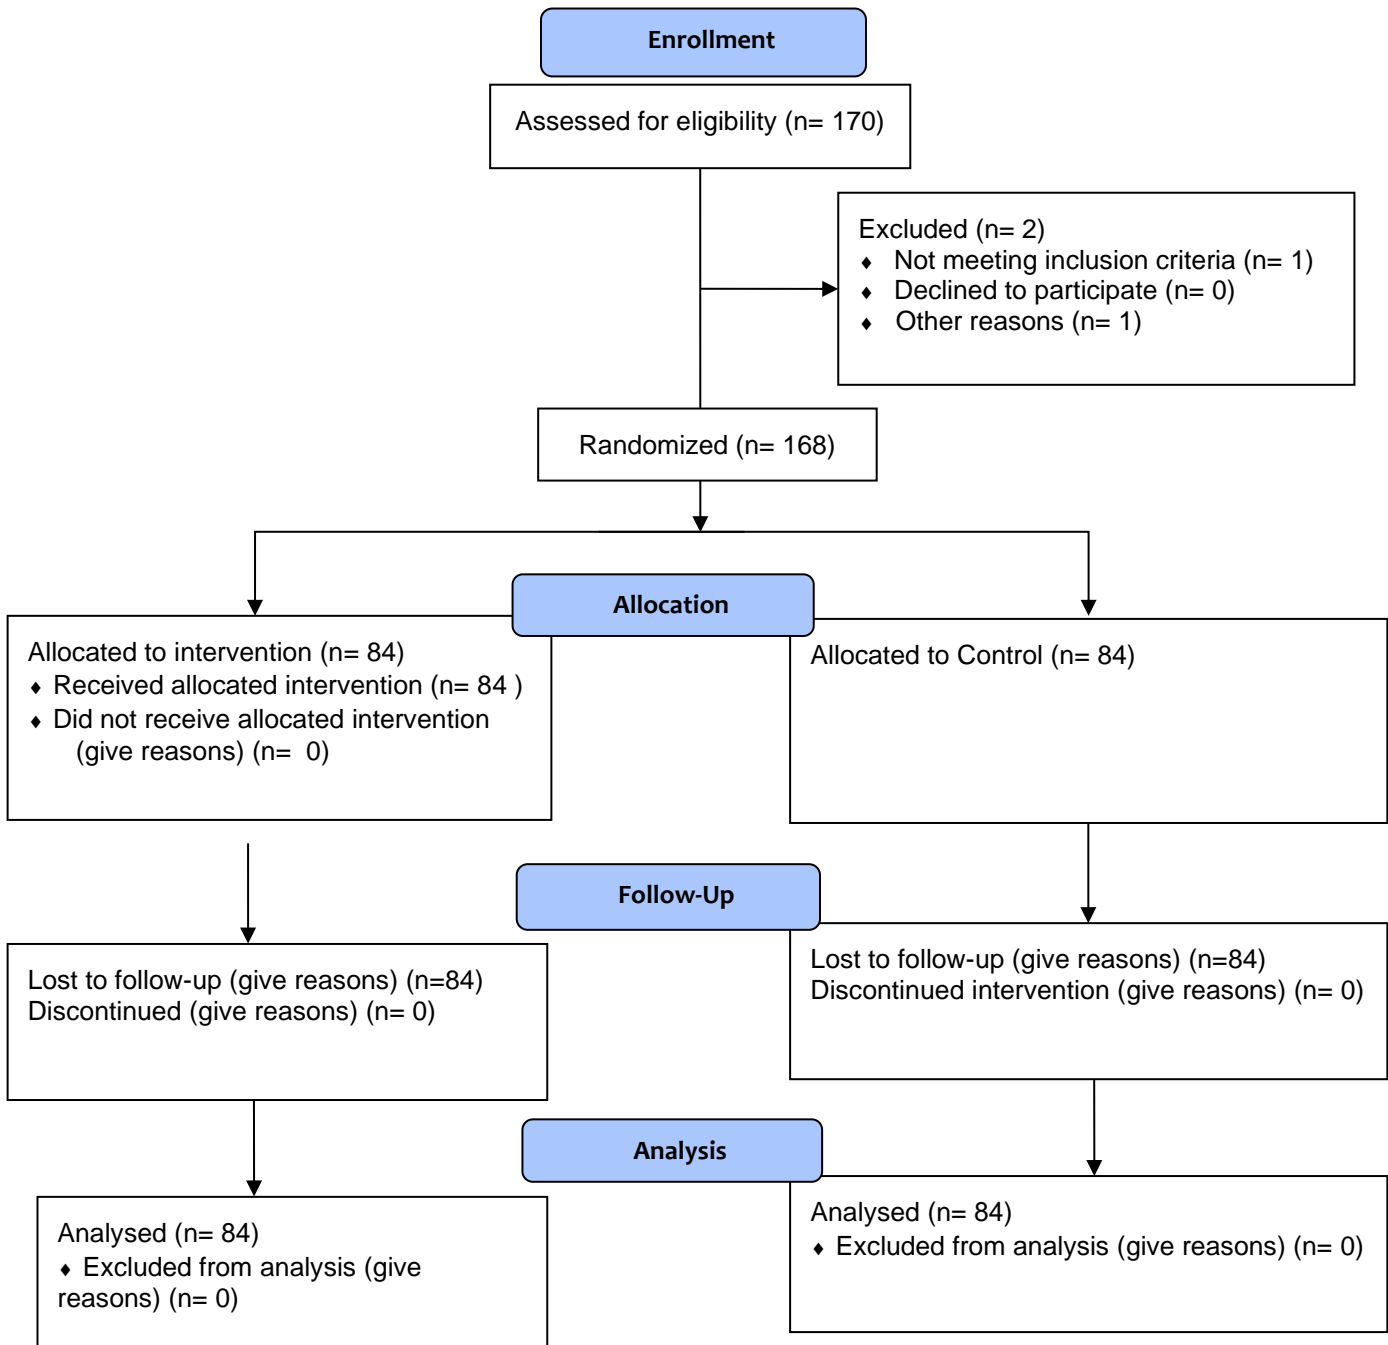 Enrollment
Assessed for eligibility (n= 170)
Excluded (n= 2)
♦ Not meeting inclusion criteria (n= 1)
♦ Declined to participate (n= 0)
♦ Other reasons (n= 1)
Randomized (n= 168)
Allocation
Allocated to intervention (n= 84)
♦ Received allocated intervention (n= 84 )
♦ Did not receive allocated intervention
(give reasons) (n= 0)
Allocated to Control (n= 84)
Follow-Up
Lost to follow-up (give reasons) (n=84)
Discontinued (give reasons) (n= 0)
Lost to follow-up (give reasons) (n=84)
Discontinued intervention (give reasons) (n= 0)
Analysis
Analysed (n= 84)
♦ Excluded from analysis (give
reasons) (n= 0)
Analysed (n= 84)
♦ Excluded from analysis (give reasons) (n= 0)